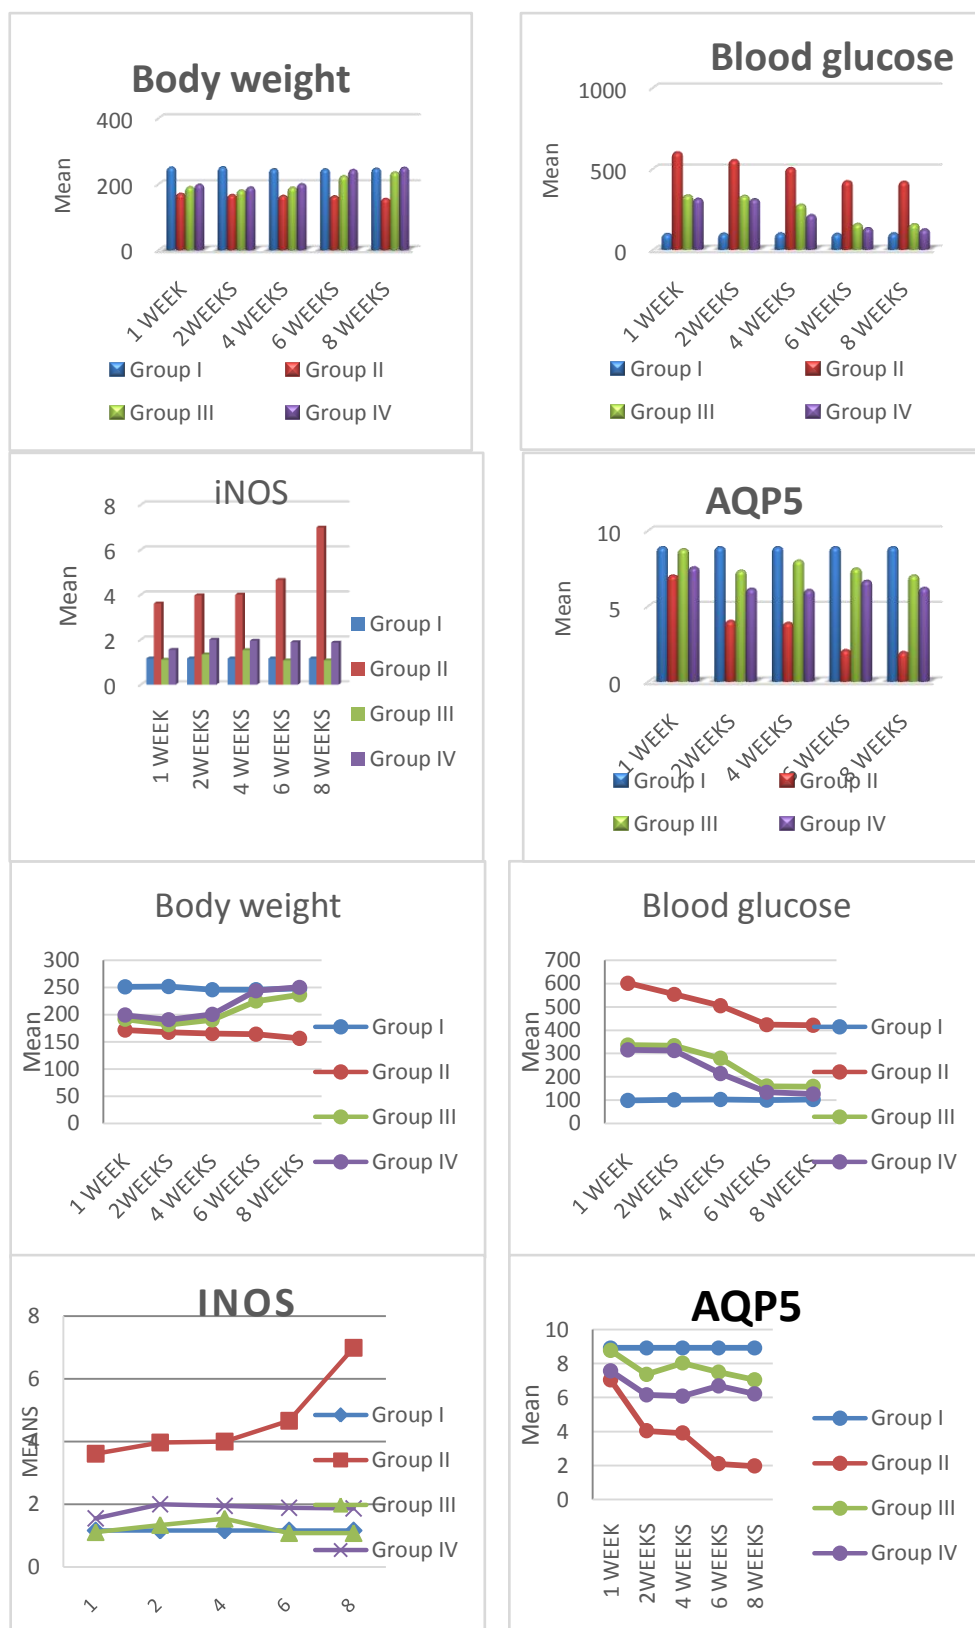 Body weight
400
200
0
Mean
1 WEEK
2WEEKS
4 WEEKS
6 WEEKS
8 WEEKS
Group I
Group II
Group III
Group IV
Blood glucose
1000
500
0
Mean
1 WEEK
2WEEKS
4 WEEKS
6 WEEKS
8 WEEKS
Group I
Group II
Group III
Group IV
iNOS
8
6
4
2
0
Mean
1 WEEK
2WEEKS
4 WEEKS
6 WEEKS
8 WEEKS
Group I
Group II
Group III
Group IV
AQP5
10
5
0
Mean
1 WEEK
2WEEKS
4 WEEKS
6 WEEKS
8 WEEKS
Group I
Group II
Group III
Group IV
Body weight
300
250
200
150
100
50
0
Mean
1 WEEK
2WEEKS
4 WEEKS
6 WEEKS
8 WEEKS
Group I
Group II
Group III
Group IV
Blood glucose
700
600
500
400
300
200
100
0
Mean
1 WEEK
2WEEKS
4 WEEKS
6 WEEKS
8 WEEKS
Group I
Group II
Group III
Group IV
INOS
8
6
4
2
0
MEANS
1
2
4
6
8
Group I
Group II
Group III
Group IV
AQP5
10
8
6
4
2
0
Mean
1 WEEK
2WEEKS
4 WEEKS
6 WEEKS
8 WEEKS
Group I
Group II
Group III
Group IV